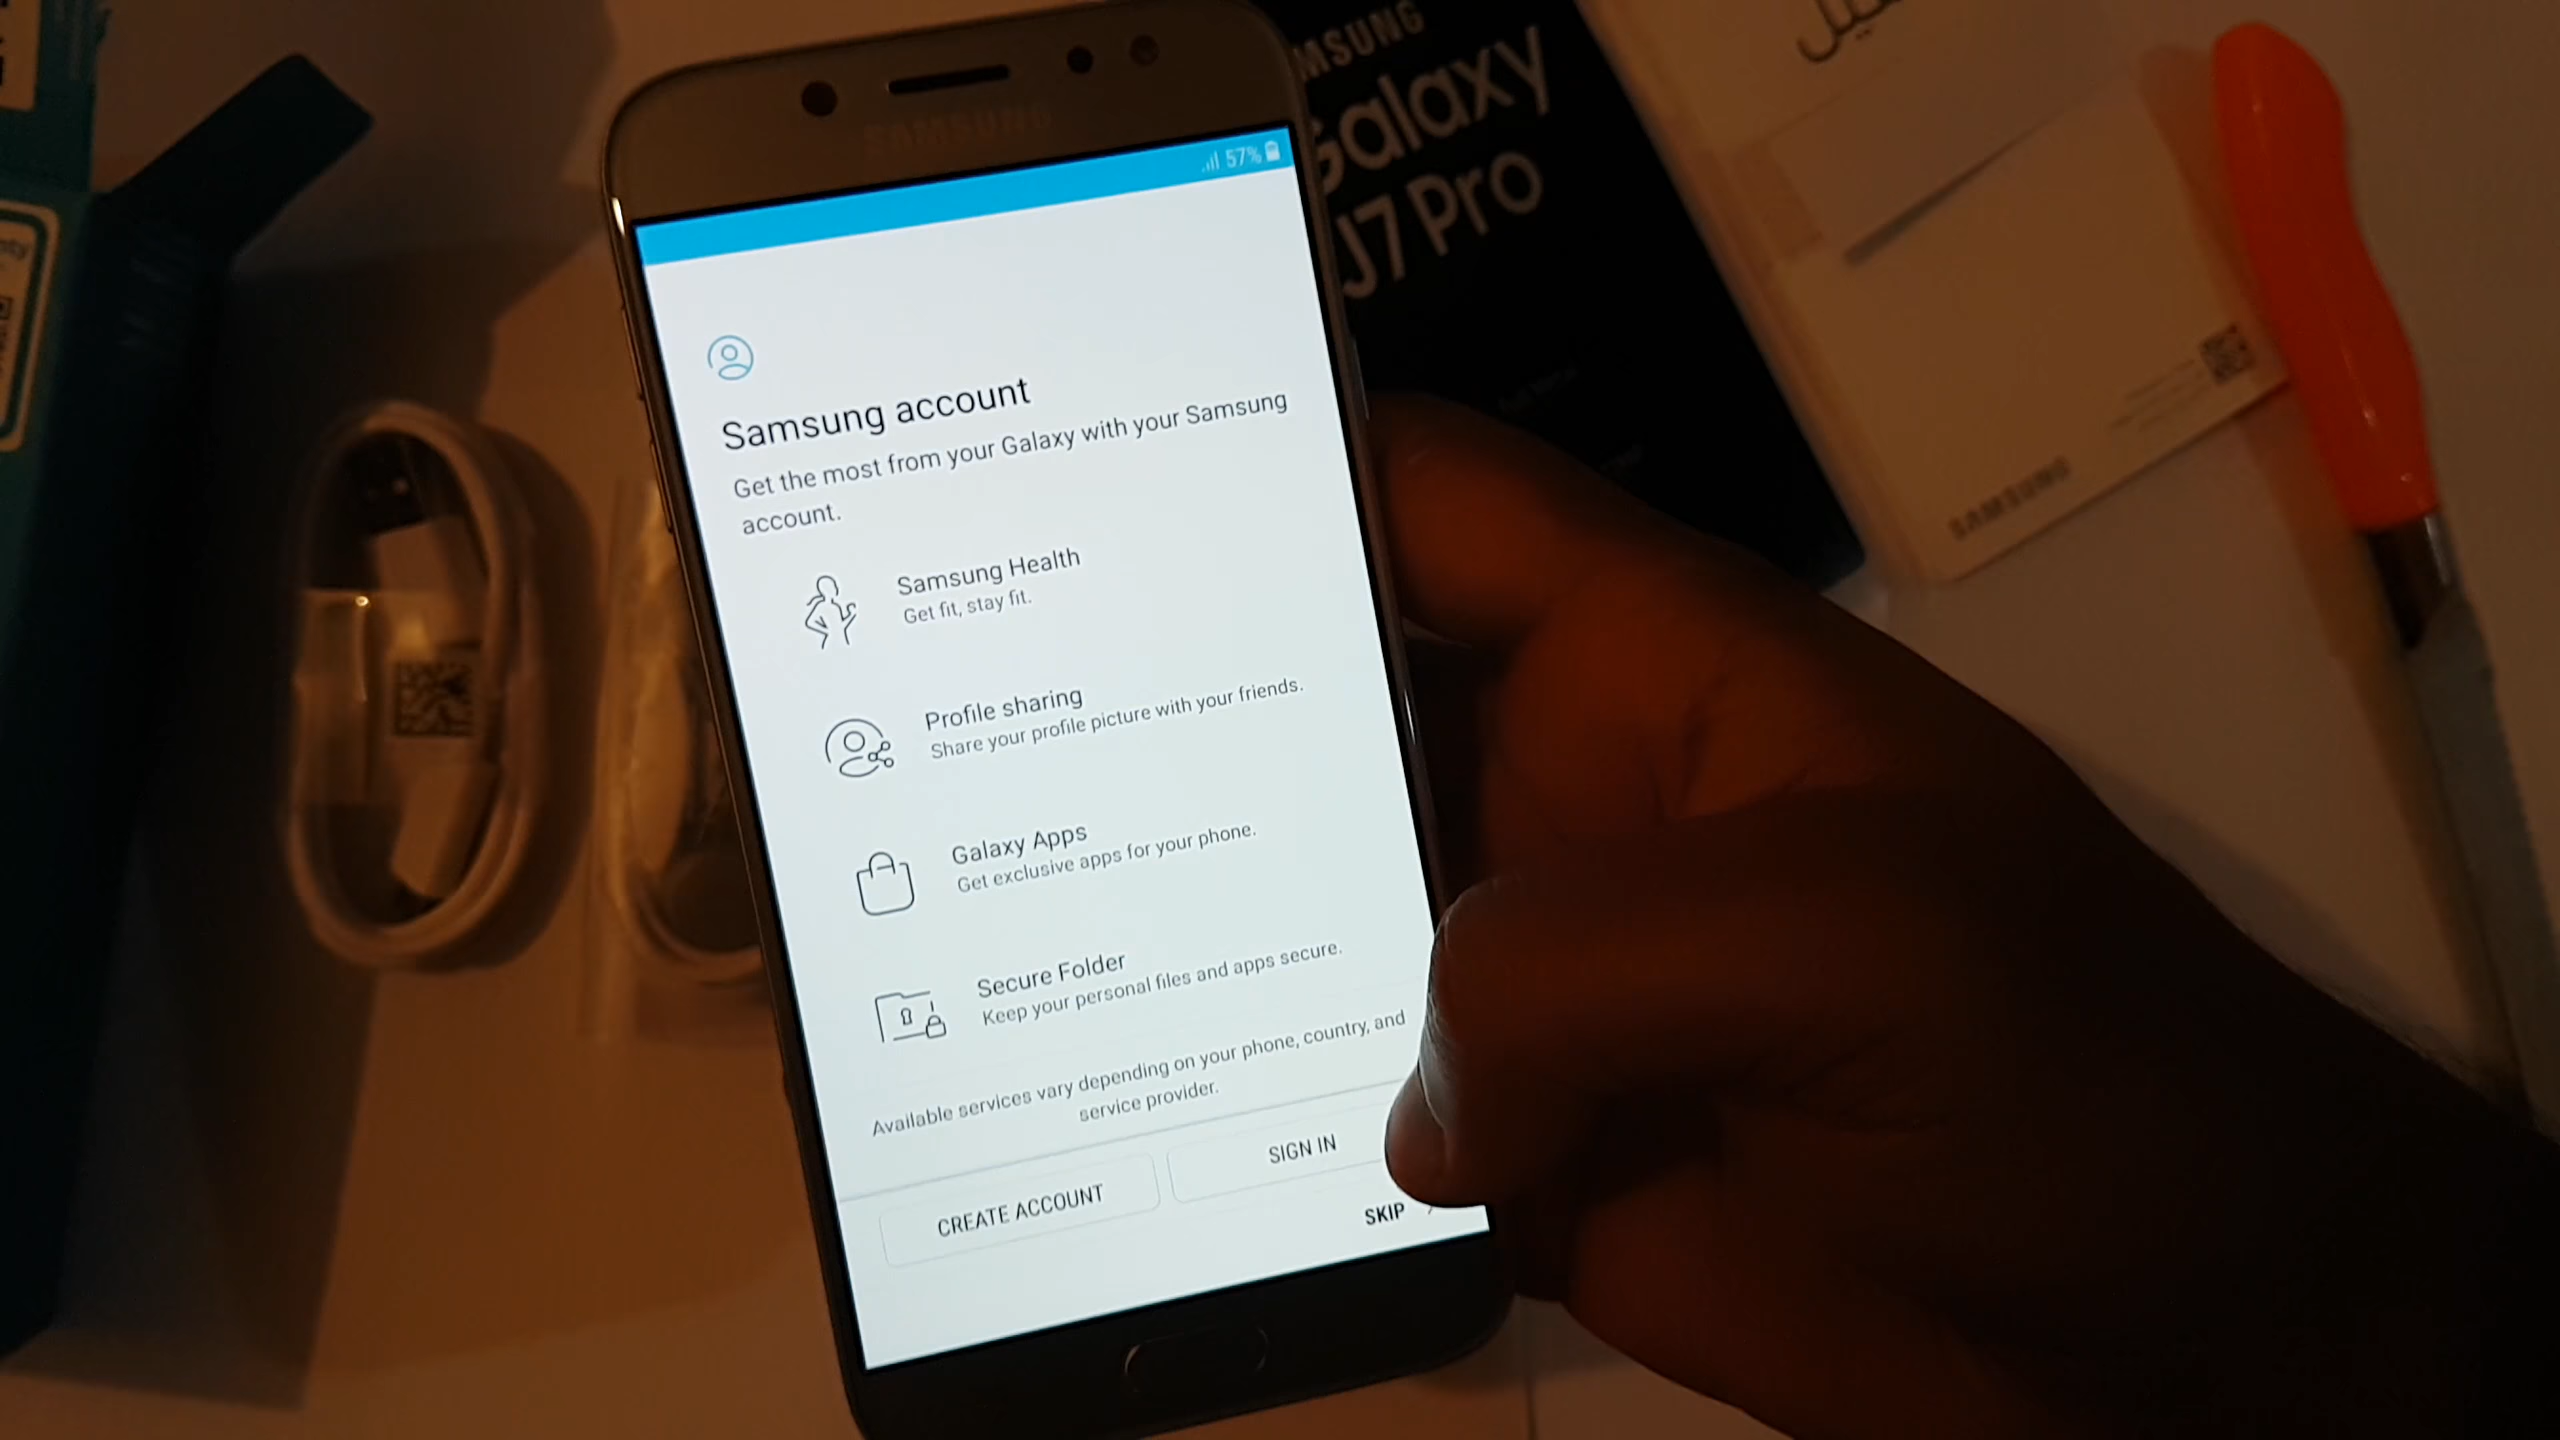 SAMSUNG
57%
Samsung account
Get the most from your Galaxy with your Samsung
account.
Samsung Health
Get fit, stay fit.
Profile sharing
Share your profile picture with your friends.
Galaxy Apps
Get exclusive apps for your phone.
Secure Folder
Keep your personal files and apps secure.
Available services vary depending on your phone, country, and
service provider.
CREATE ACCOUNT
SIGN IN
SKIP
MSUNG
Galaxy
J7 Pro
SAMSUNG